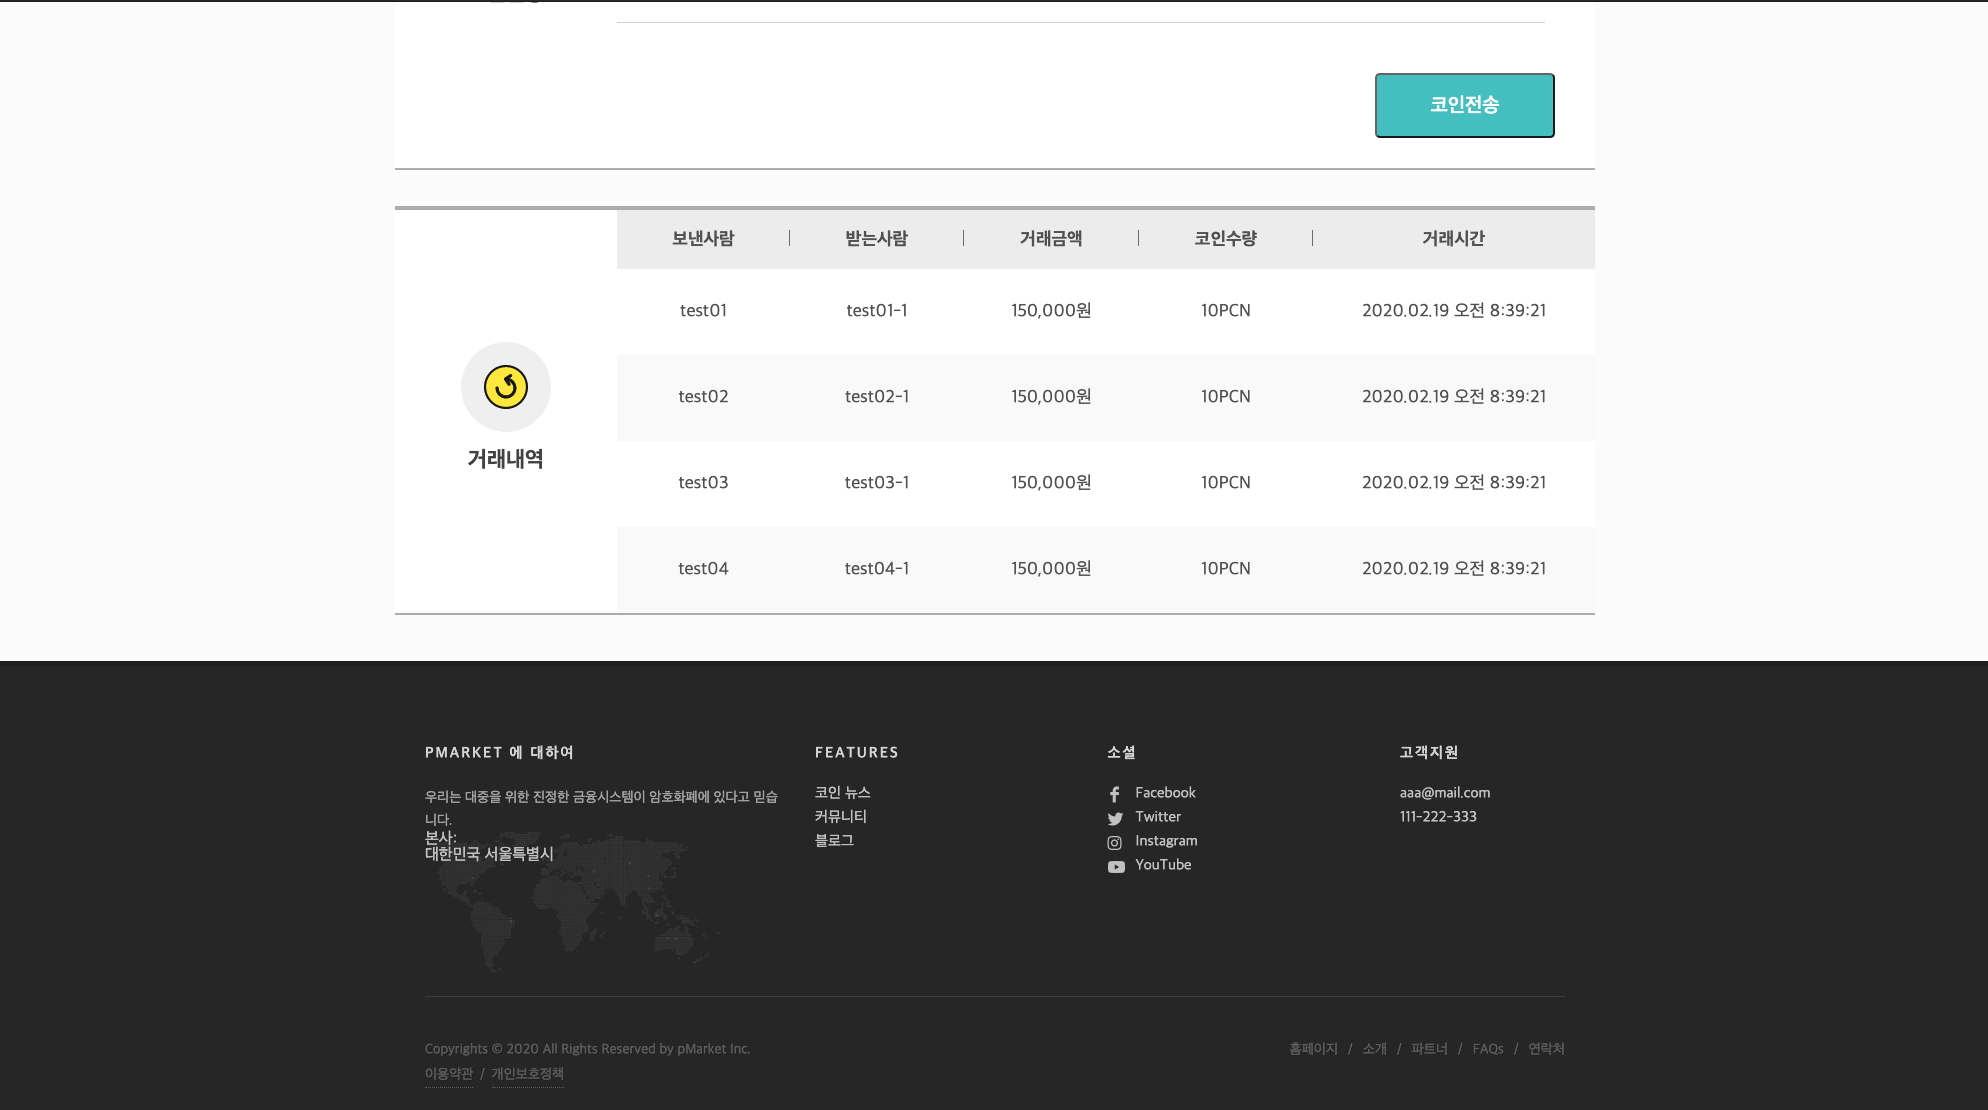 코인전송
보낸사람 받는사람 거래금액 코인수량 거래시간
test01 test01-1 150,000원 10PCN 2020.02.19 오전 8:39:21
test02 test02-1 150,000원 10PCN 2020.02.19 오전 8:39:21
거래내역
test03 test03-1 150,000원 10PCN 2020.02.19 오전 8:39:21
test04 test04-1 150,000원 10PCN 2020.02.19 오전 8:39:21
PMARKET 에 대하여
우리는 대중을 위한 진정한 금융시스템이 암호화폐에 있다고 믿습
니다.
본사:
대한민국 서울특별시
FEATURES
코인 뉴스
커뮤니티
블로그
소셜
Facebook
Twitter
Instagram
YouTube
고객지원
aaa@mail.com
111-222-333
Copyrights © 2020 All Rights Reserved by pMarket Inc.
이용약관 / 개인보호정책
홈페이지 / 소개 / 파트너 / FAQs / 연락처